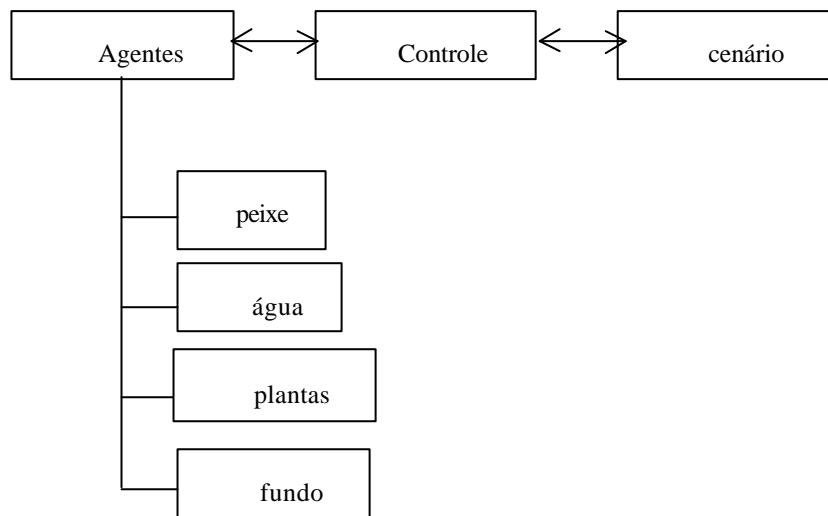 Agentes
Controle
cenário
peixe
água
plantas
fundo